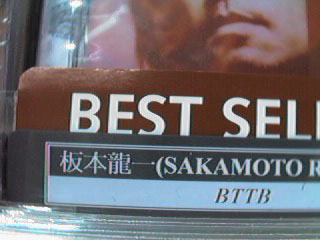 BEST SEL
板本龍一(SAKAMOTO R
BTTB